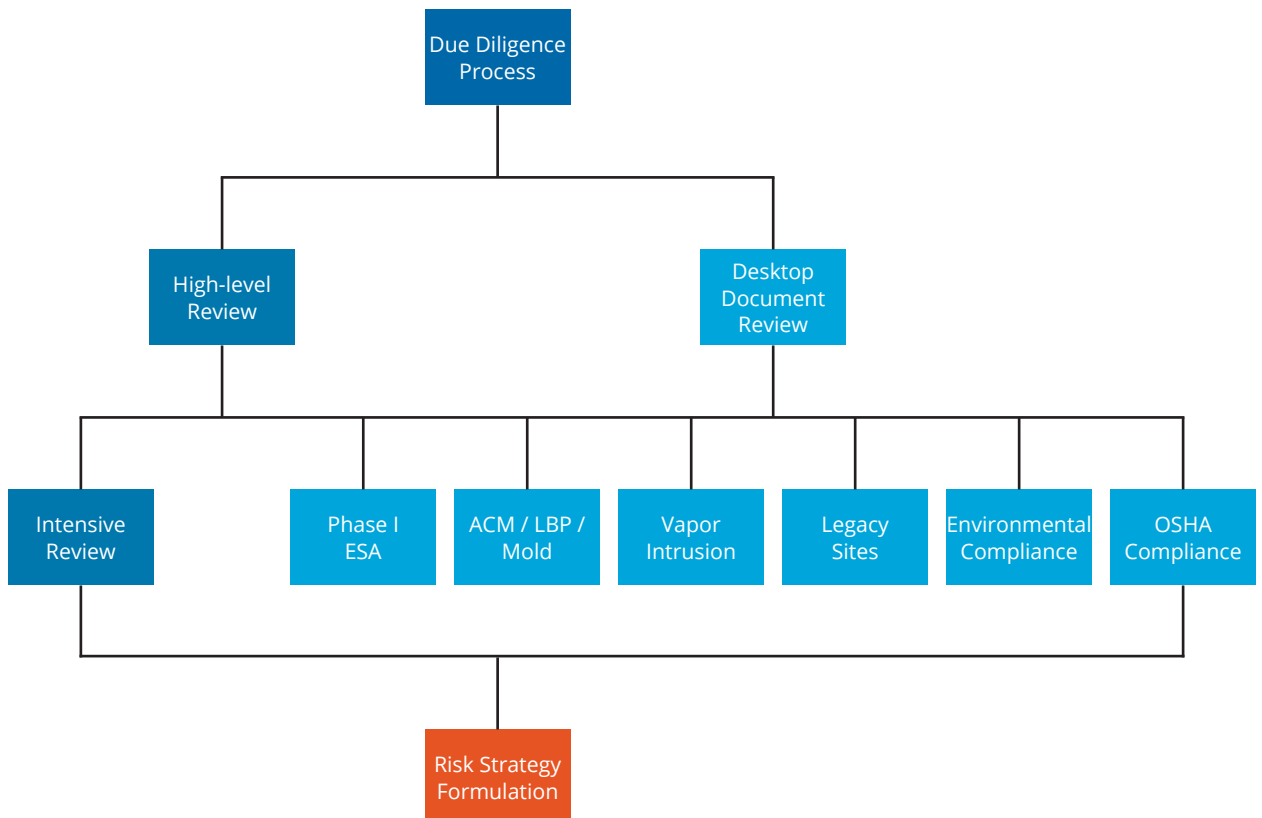 Due Diligence
Process
High-level
Review
Desktop
Document
Review
Intensive
Review
Phase I
ESA
ACM / LBP /
Mold
Vapor
Intrusion
Legacy
Sites
Environmental
Compliance
OSHA
Compliance
Risk Strategy
Formulation